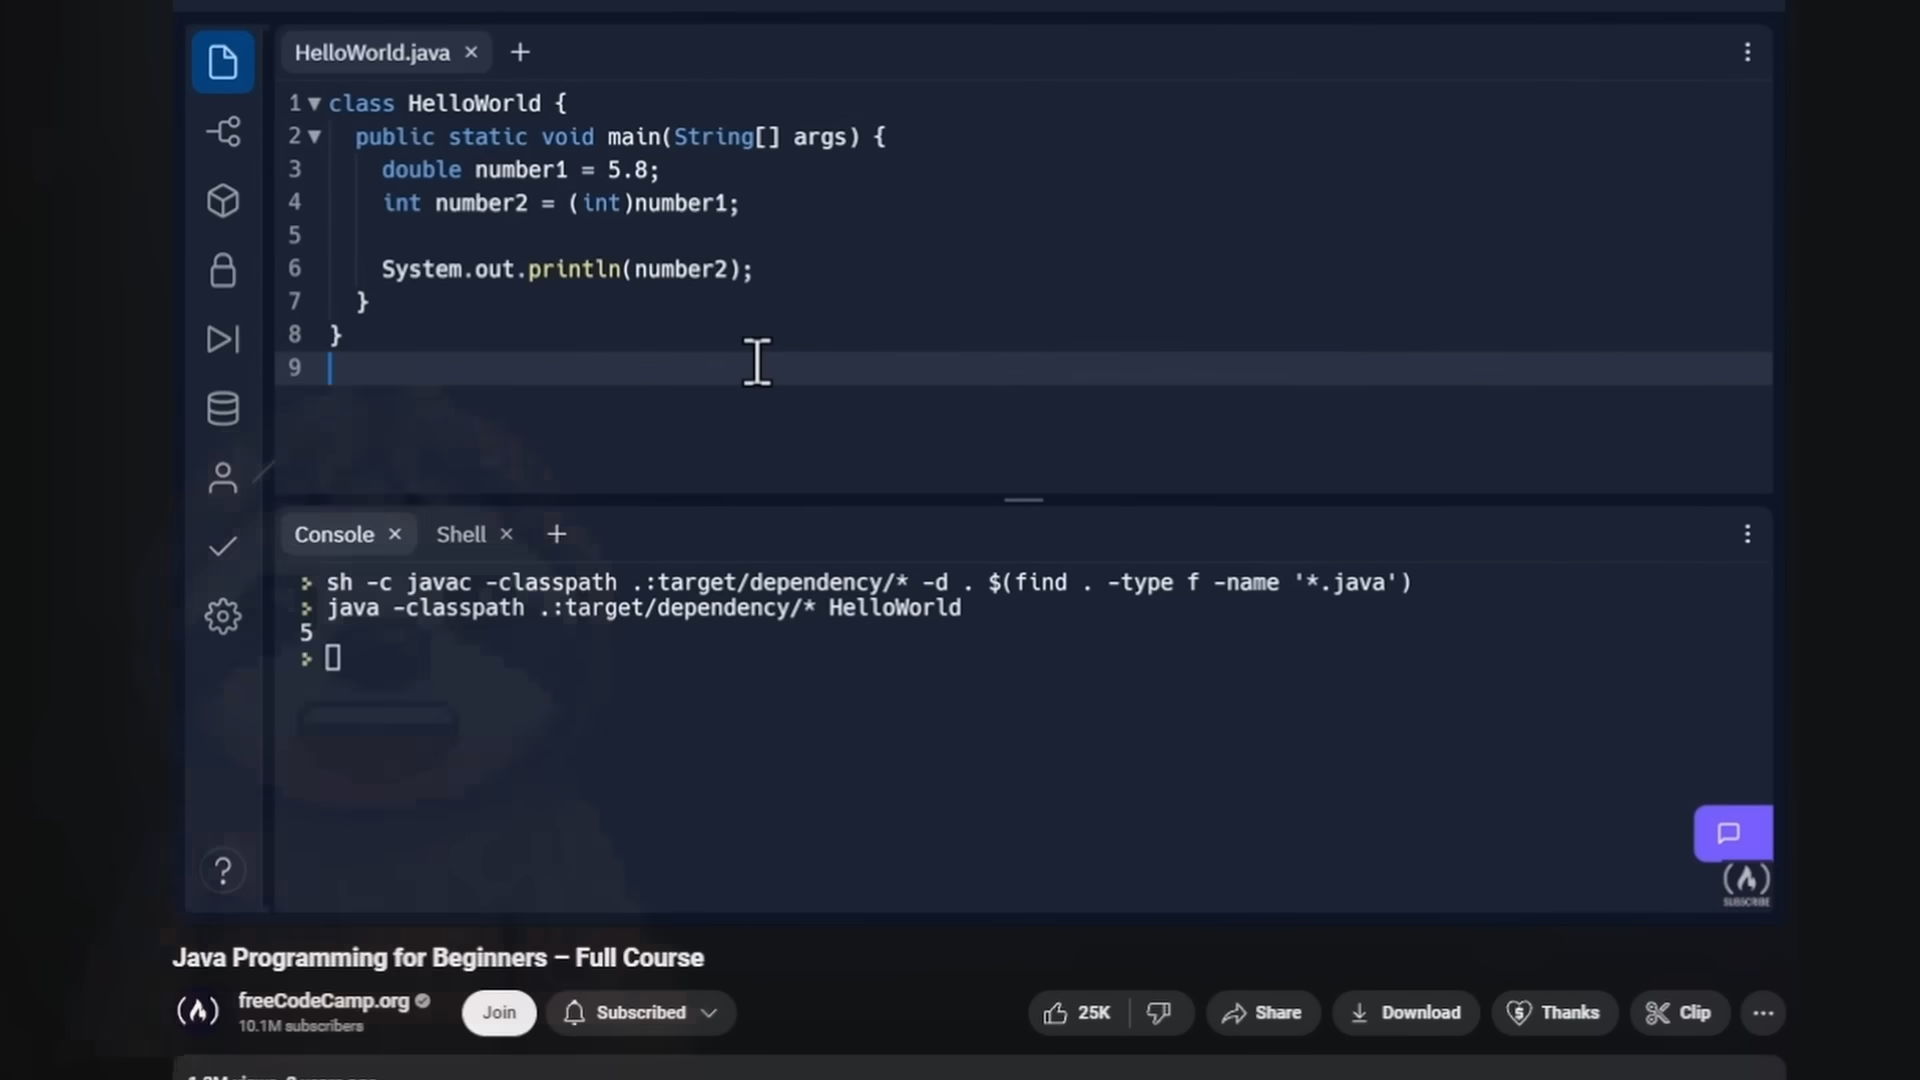 HelloWorld.java × +
1 ▼ class HelloWorld {
2 ▼ public static void main(String[] args) {
3 double number1 = 5.8;
4 int number2 = (int)number1;
5
6 System.out.println(number2);
7 }
8 }
9
Console × Shell × +
sh -c javac -classpath .:target/dependency/* -d . $(find . -type f -name '*.java')
java -classpath .:target/dependency/* HelloWorld
5
?
SUBSCRIBE
Java Programming for Beginners – Full Course
freeCodeCamp.org
10.1M subscribers
Join
Subscribed
25K
Share
Download
Thanks
Clip